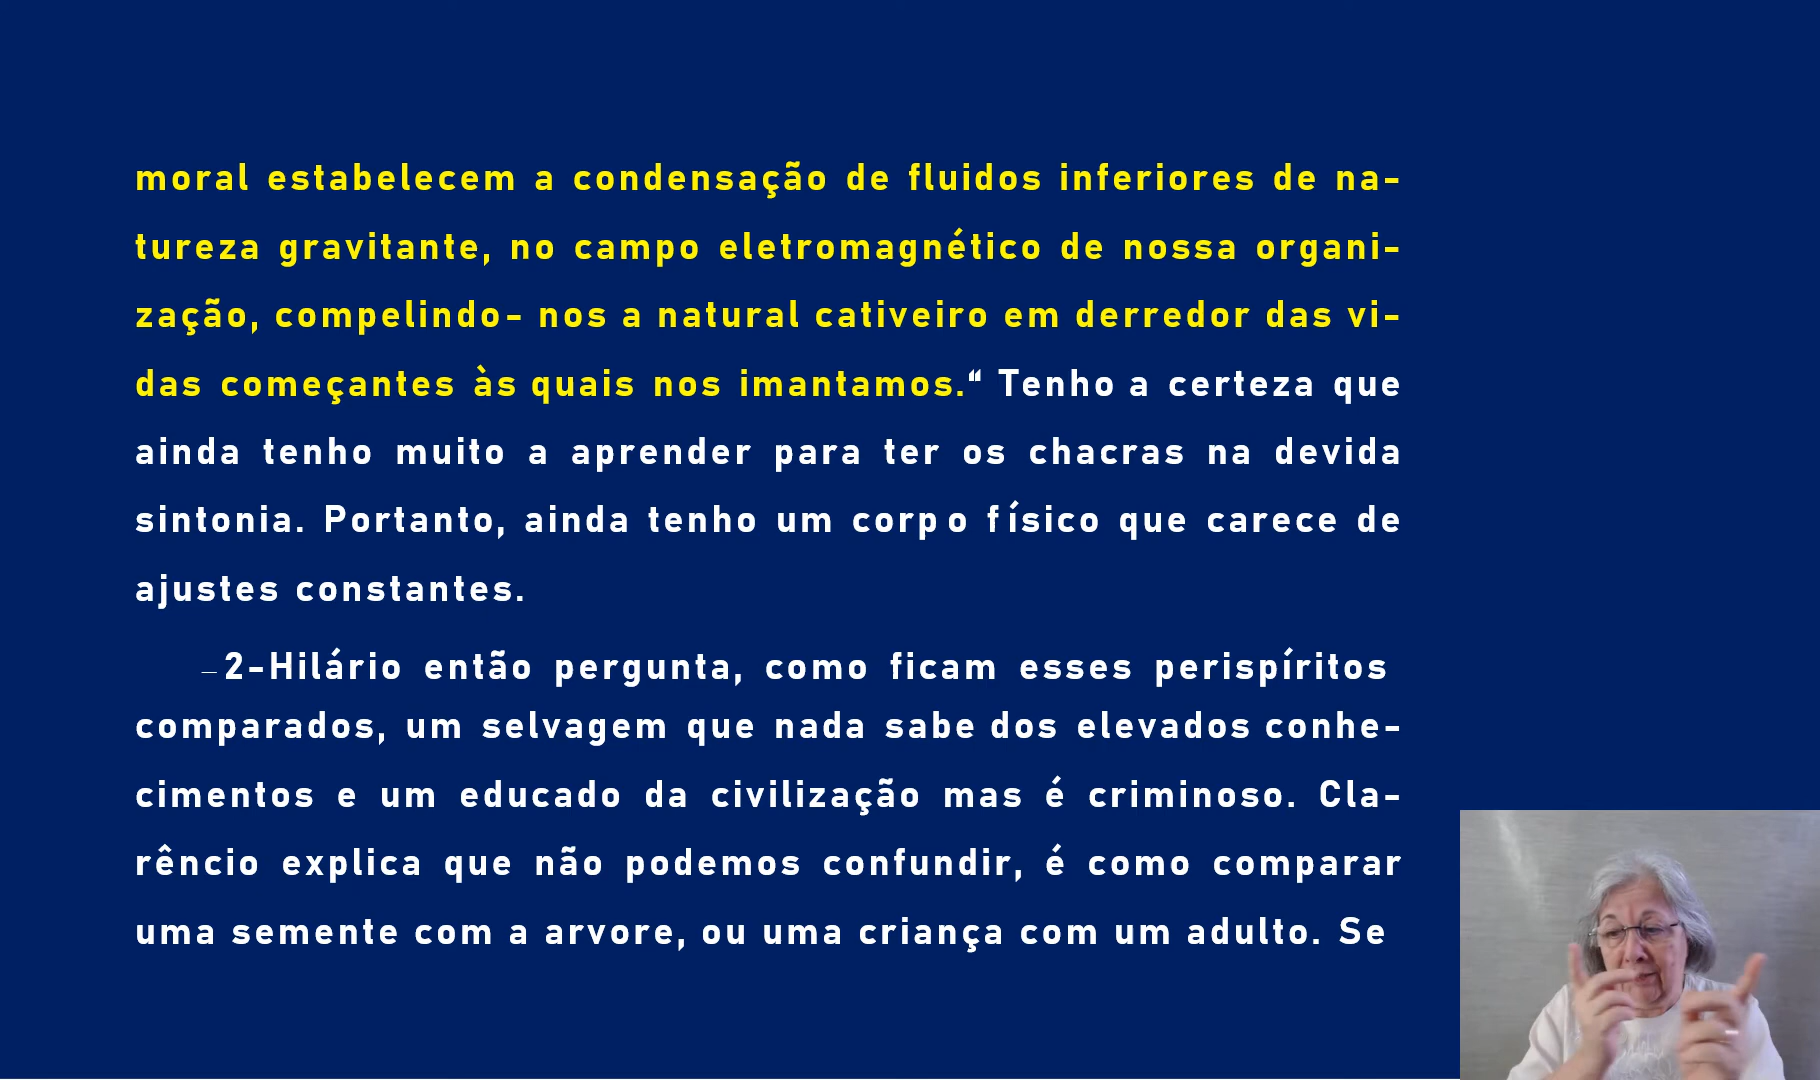 moral estabelecem a condensação de fluidos inferiores de na-
tureza gravitante, no campo eletromagnético de nossa organi-
zação, compelindo- nos a natural cativeiro em derredor das vi-
das começantes às quais nos imantamos.“ Tenho a certeza que
ainda tenho muito a aprender para ter os chacras na devida
sintonia. Portanto, ainda tenho um corpo físico que carece de
ajustes constantes.
–2-Hilário então pergunta, como ficam esses perispíritos
comparados, um selvagem que nada sabe dos elevados conhe-
cimentos e um educado da civilização mas é criminoso. Cla-
rêncio explica que não podemos confundir, é como comparar
uma semente com a arvore, ou uma criança com um adulto. Se